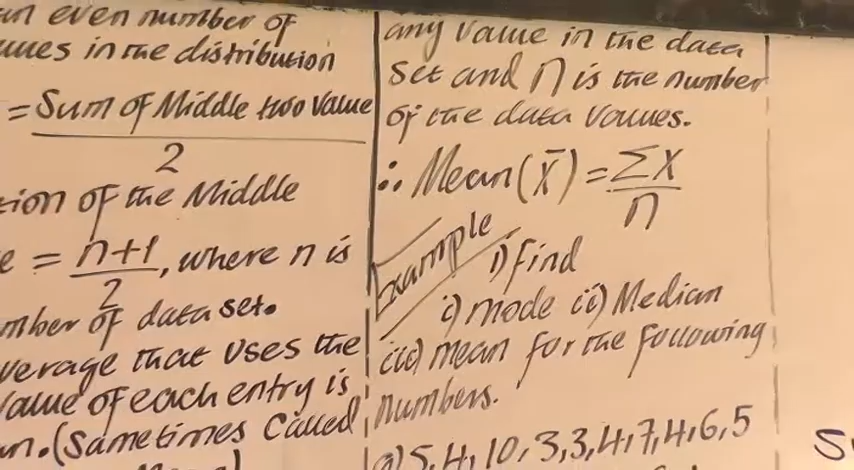 an even number of
ues in the distribution
= Sum of Middle two value
2
tion of the Middle
e = n+1
2
, where n is
mber of data set.
verage that uses the
value of each entry is
n. (Sametimes called
any value in the data
set and n is the number
of the data values.
∴ Mean (x̄) = ΣX
n
Example
1) find
i) mode ii) Median
iii) mean for the following
numbers.
a) 5, 4, 10, 3, 3, 4, 7, 4, 6, 5
S